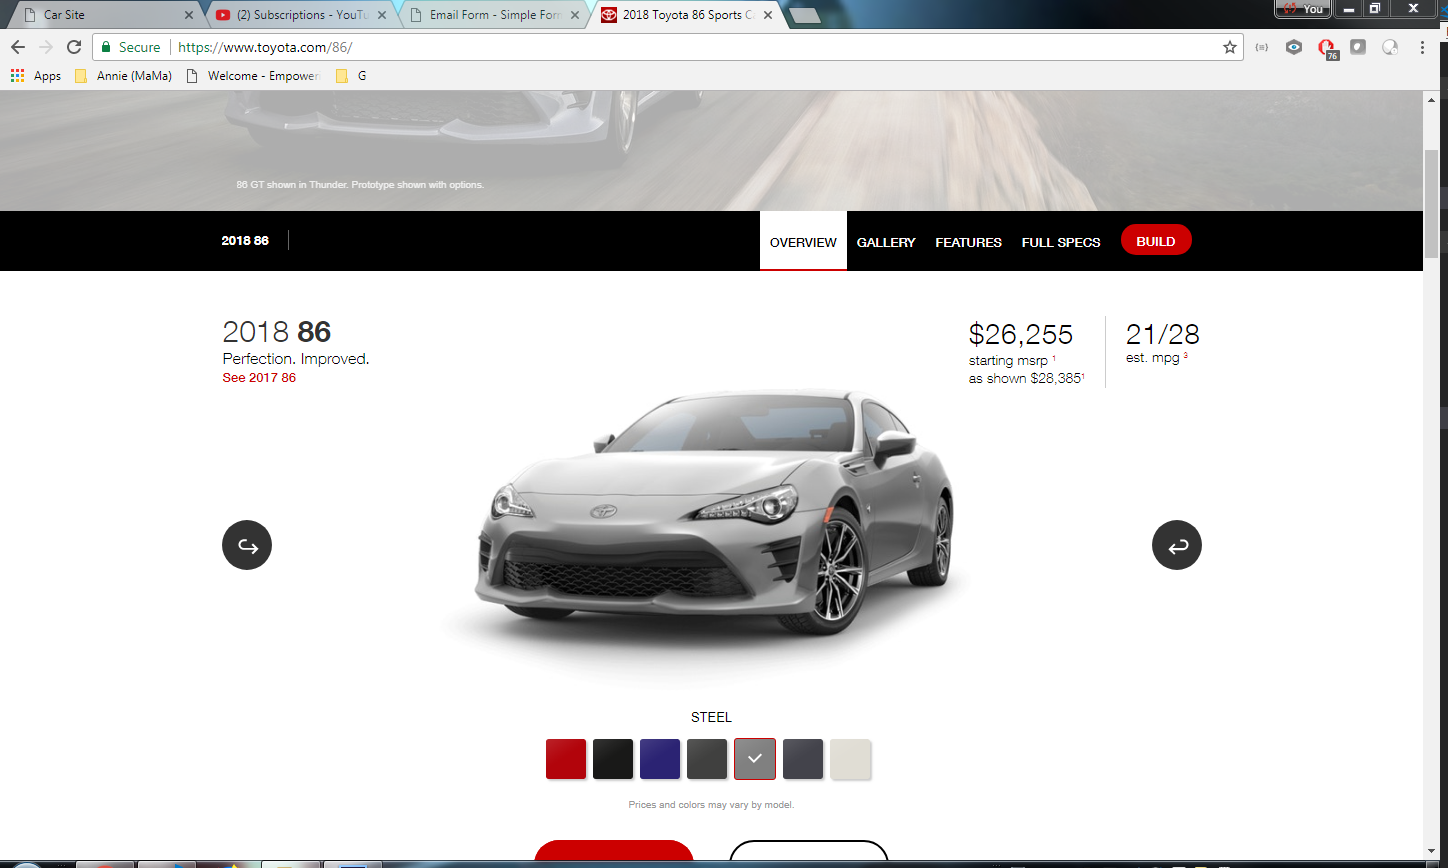 Car Site
(2) Subscriptions - YouTu
Email Form - Simple Form
2018 Toyota 86 Sports C
You
Secure
https://www.toyota.com/86/
76
Apps
Annie (MaMa)
Welcome - Empower
G
86 GT shown in Thunder. Prototype shown with options.
2018 86
OVERVIEW
GALLERY
FEATURES
FULL SPECS
BUILD
2018 86
Perfection. Improved.
See 2017 86
$26,255
starting msrp 1
as shown $28,3851
21/28
est. mpg 3
STEEL
Prices and colors may vary by model.